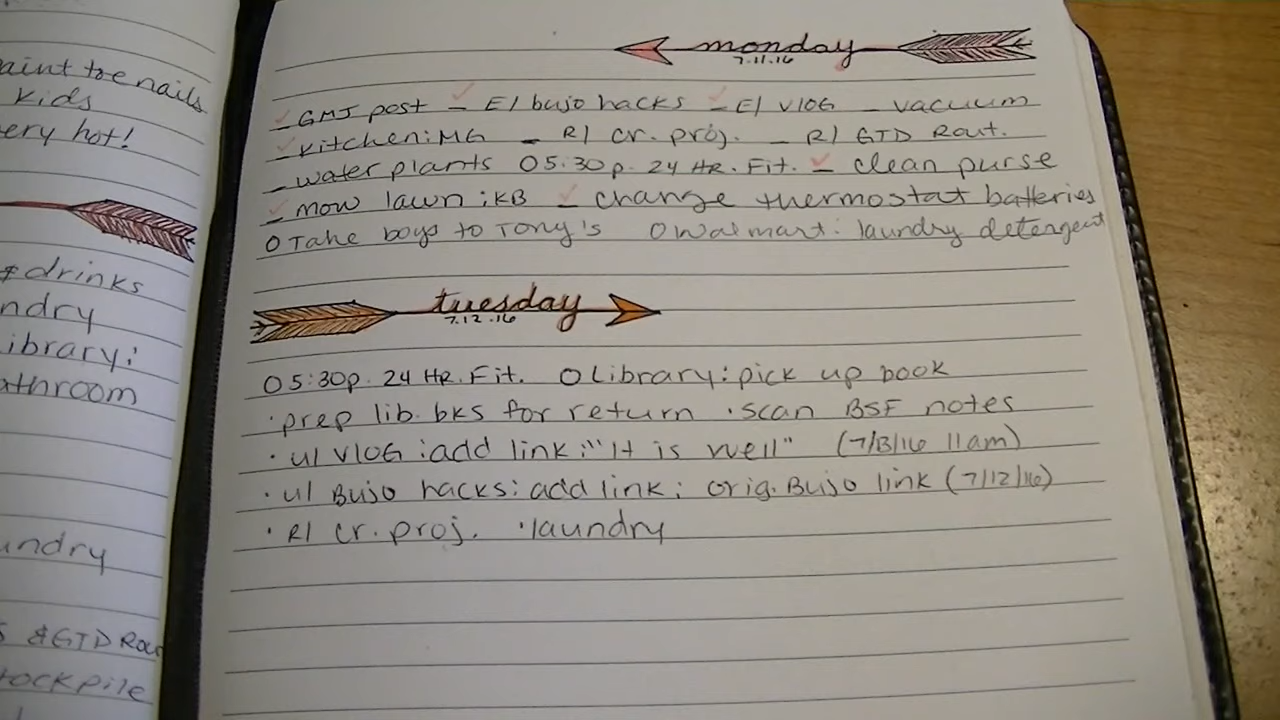 aint toe nails
kids
ery hot!
drinks
ndry
ibrary:
athroom
undry
& GTD Rou
tockpile
monday
7.11.16
- GMJ post - E/ bujo hacks - E/ VLOG - vacuum
- kitchen: MG - R/ cr. proj. - R/ GTD Rout.
- water plants O 5:30p. 24 Hr. Fit. - clean purse
- mow lawn: KB - change thermostat batteries
O Take boys to Tony's O Walmart: laundry detergent
tuesday
7.12.16
O 5:30p. 24 Hr. Fit. O Library: pick up book
· prep lib. bks for return · scan BSF notes
· u/ VLOG: add link: "It is well" (7/13/16 11am)
· u/ Bujo hacks: add link: orig. Bujo link (7/12/16)
· R/ cr. proj. · laundry